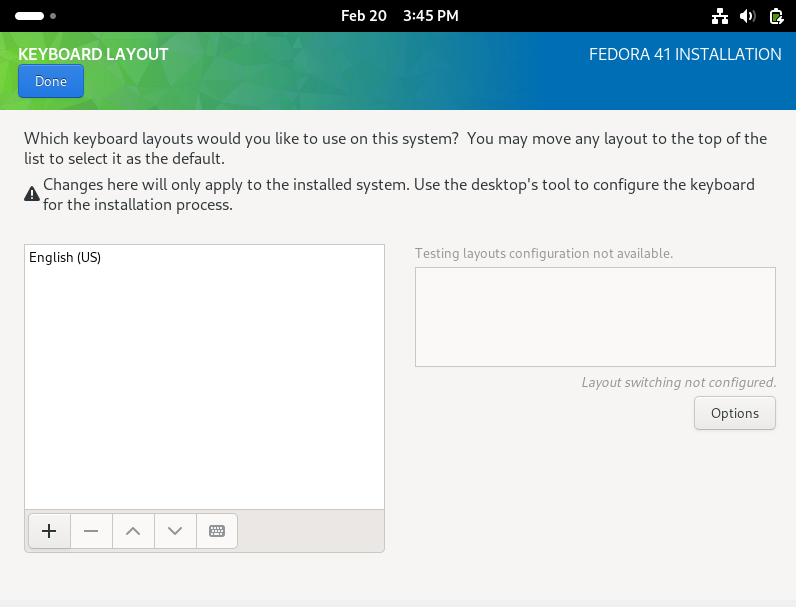 Feb 20 3:45 PM
KEYBOARD LAYOUT
FEDORA 41 INSTALLATION
Done
Which keyboard layouts would you like to use on this system?  You may move any layout to the top of the
list to select it as the default.
Changes here will only apply to the installed system. Use the desktop's tool to configure the keyboard
for the installation process.
English (US)
Testing layouts configuration not available.
Layout switching not configured.
Options